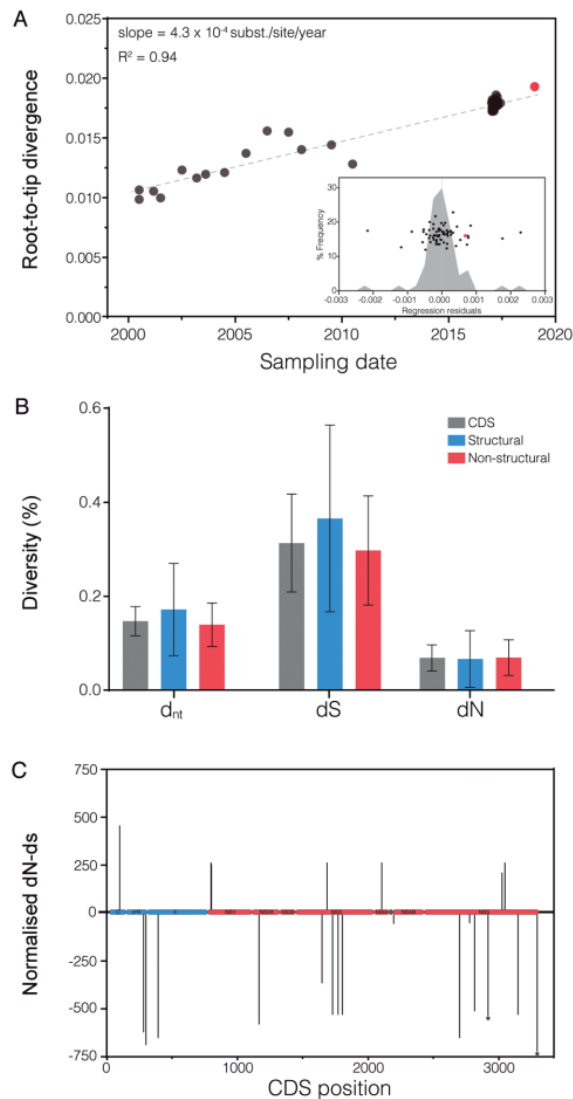 A
slope = 4.3 x 10⁻⁴ subst./site/year
R² = 0.94
Root-to-tip divergence
0.025
0.020
0.015
0.010
0.005
0.000
2000 2005 2010 2015 2020
Sampling date
% Frequency
30
20
10
0
-0.003 -0.002 -0.001 0.000 0.001 0.002 0.003
Regression residuals
B
Diversity (%)
0.6
0.4
0.2
0.0
CDS
Structural
Non-structural
dnt dS dN
C
Normalised dN-ds
750
500
250
0
-250
-500
-750
* *
0 1000 2000 3000
CDS position